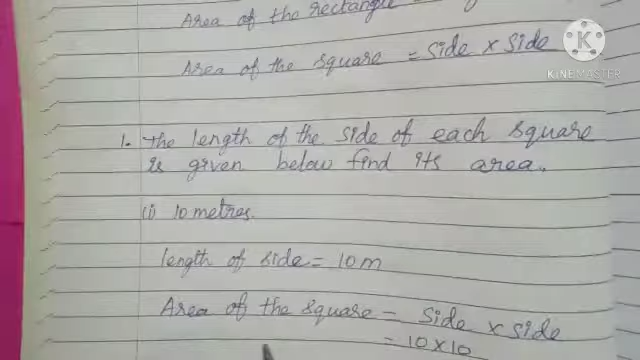 Area of the rectangle
Area of the square = side × side
KINEMASTER
1. The length of the side of each square
is given below find its area.
(i) 10 metres.
length of side = 10m
Area of the square = side × side
= 10 × 10